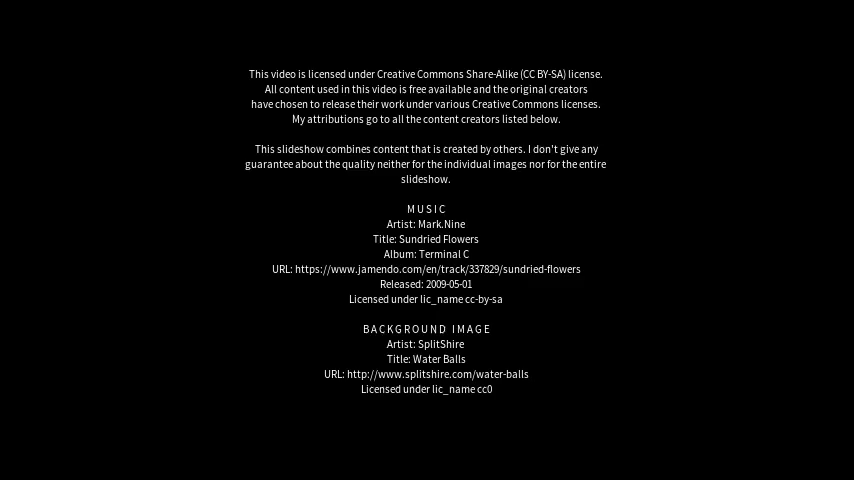 This video is licensed under Creative Commons Share-Alike (CC BY-SA) license.
All content used in this video is free available and the original creators
have chosen to release their work under various Creative Commons licenses.
My attributions go to all the content creators listed below.
This slideshow combines content that is created by others. I don't give any
guarantee about the quality neither for the individual images nor for the entire
slideshow.
MUSIC
Artist: Mark.Nine
Title: Sundried Flowers
Album: Terminal C
URL: https://www.jamendo.com/en/track/337829/sundried-flowers
Released: 2009-05-01
Licensed under lic_name cc-by-sa
BACKGROUND IMAGE
Artist: SplitShire
Title: Water Balls
URL: http://www.splitshire.com/water-balls
Licensed under lic_name cc0